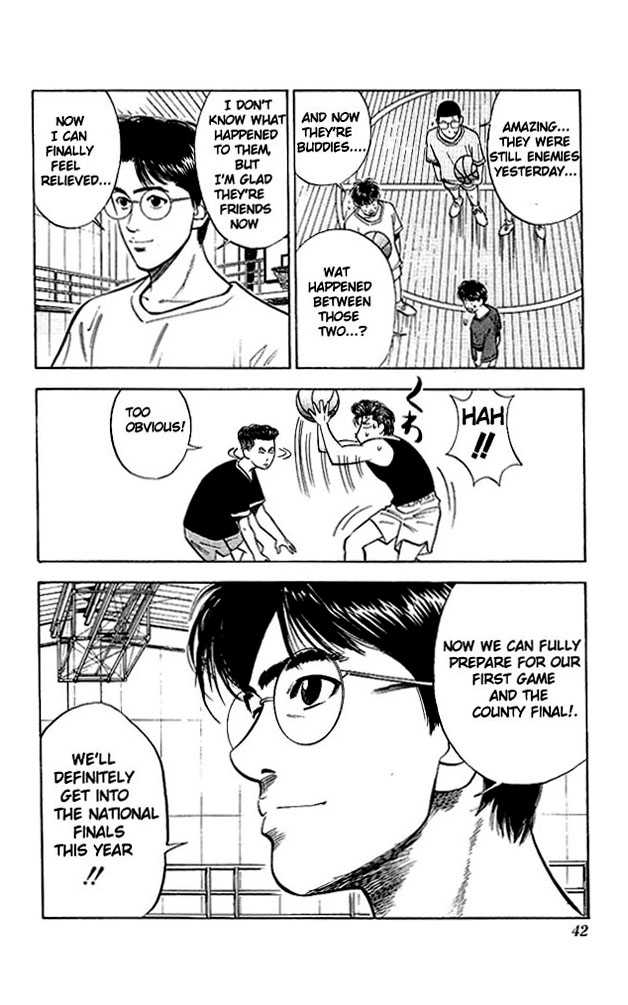 AMAZING...
THEY WERE
STILL ENEMIES
YESTERDAY...
AND NOW
THEY'RE
BUDDIES....
WAT
HAPPENED
BETWEEN
THOSE
TWO...?
I DON'T
KNOW WHAT
HAPPENED
TO THEM,
BUT
I'M GLAD
THEY'RE
FRIENDS
NOW
NOW
I CAN
FINALLY
FEEL
RELIEVED...
HAH
!!
くわ
TOO
OBVIOUS!
NOW WE CAN FULLY
PREPARE FOR OUR
FIRST GAME
AND THE
COUNTY FINAL!.
WE'LL
DEFINITELY
GET INTO
THE NATIONAL
FINALS
THIS YEAR
!!
42